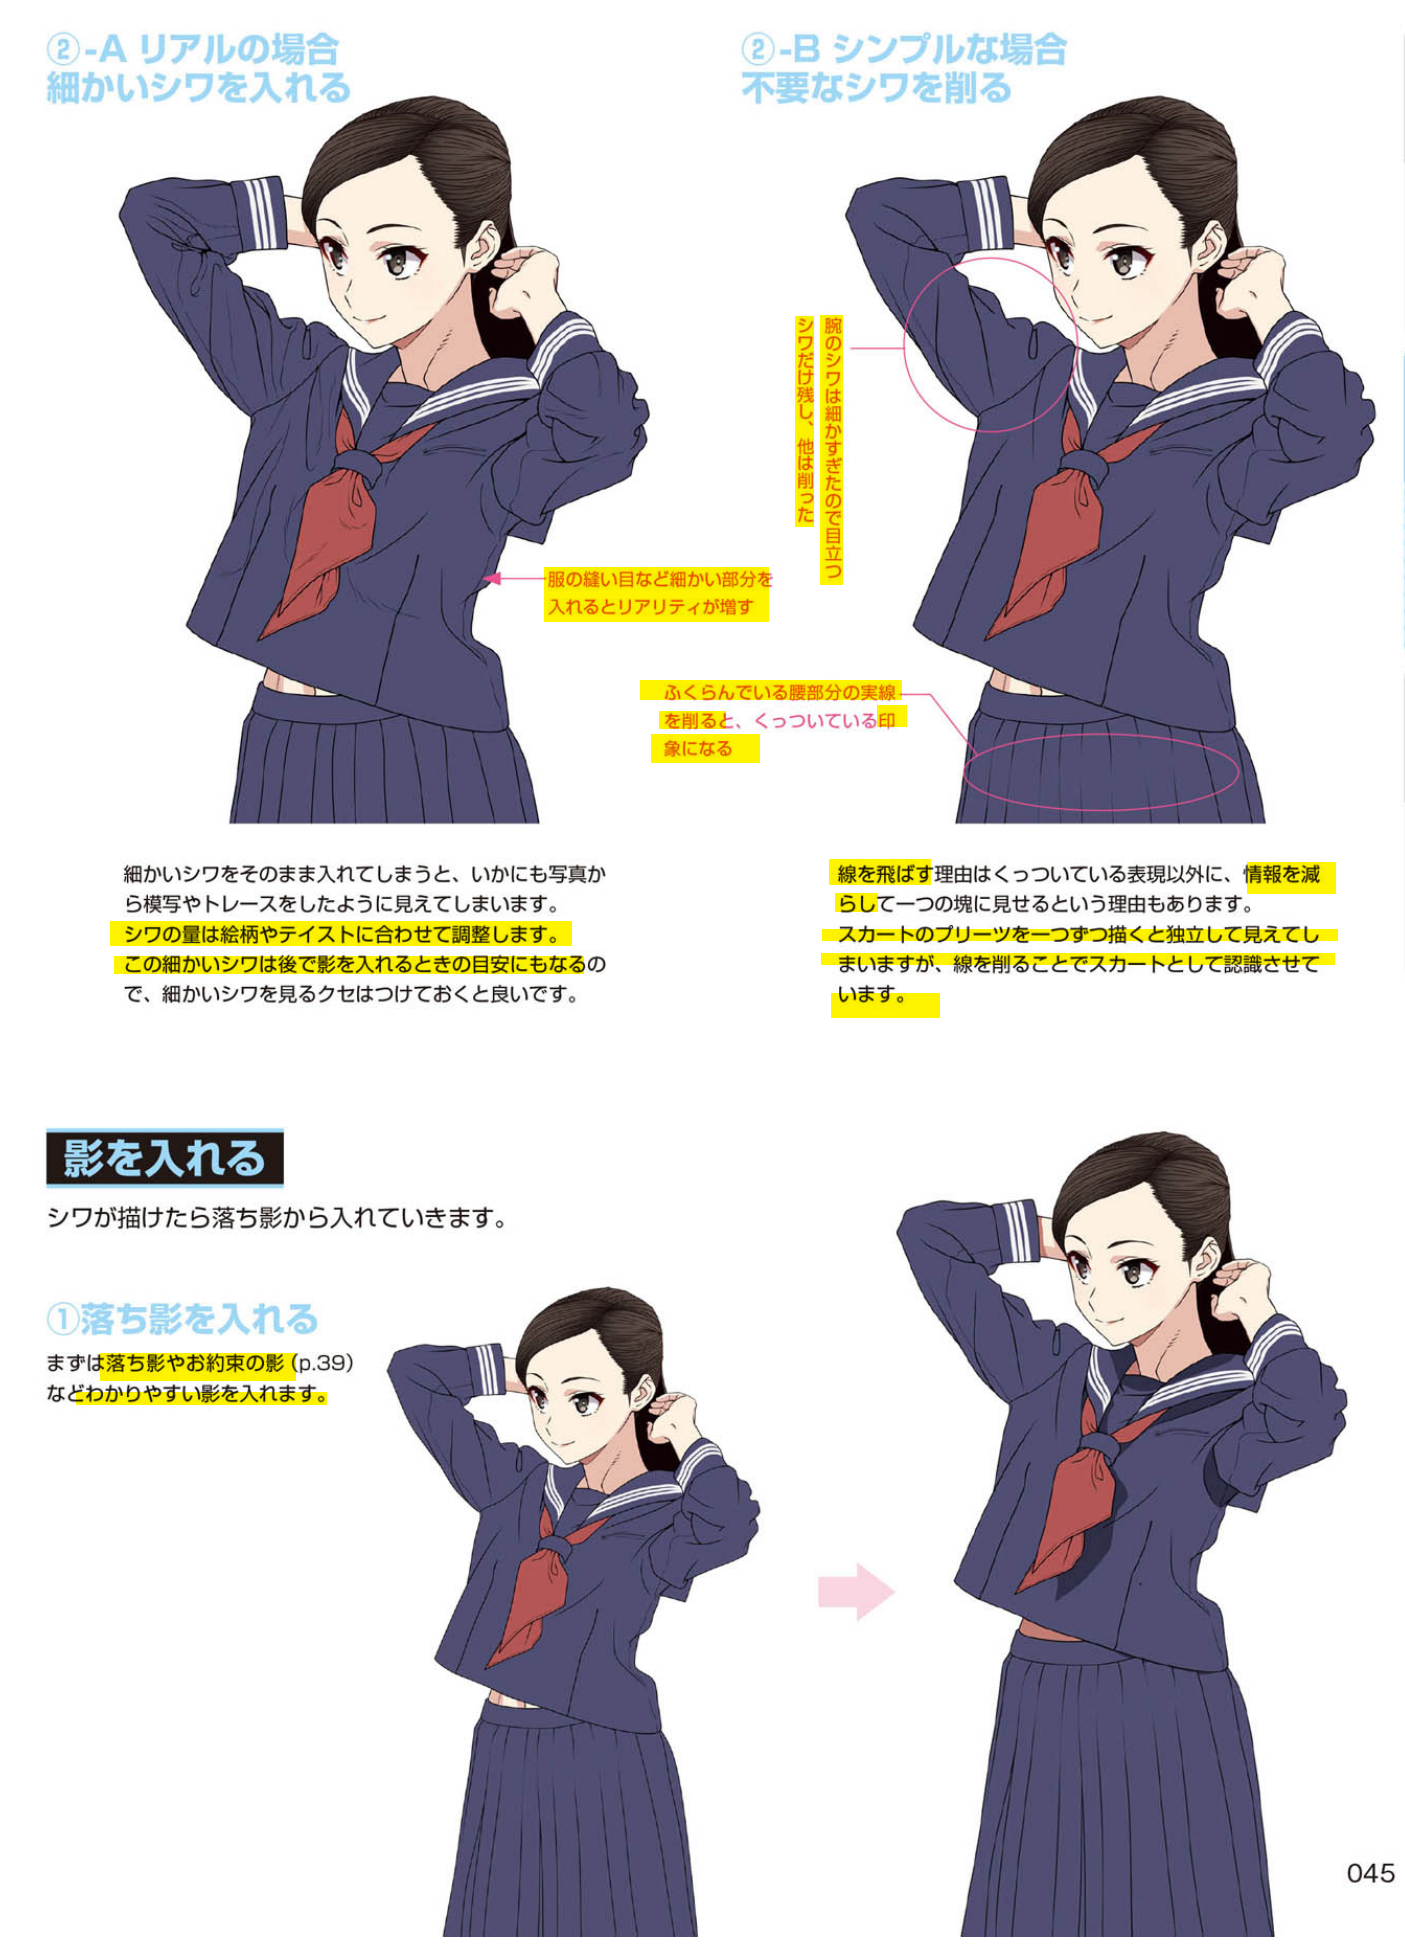 ②-A リアルの場合
細かいシワを入れる
②-B シンプルな場合
不要なシワを削る
腕のシワは細かすぎたので目立つ
シワだけ残し、他は削った
服の縫い目など細かい部分を
入れるとリアリティが増す
ふくらんでいる腰部分の実線
を削ると、くっついている印
象になる
細かいシワをそのまま入れてしまうと、いかにも写真か
ら模写やトレースをしたように見えてしまいます。
シワの量は絵柄やテイストに合わせて調整します。
この細かいシワは後で影を入れるときの目安にもなるの
で、細かいシワを見るクセはつけておくと良いです。
線を飛ばす理由はくっついている表現以外に、情報を減
らして一つの塊に見せるという理由もあります。
スカートのプリーツを一つずつ描くと独立して見えてし
まいますが、線を削ることでスカートとして認識させて
います。
影を入れる
シワが描けたら落ち影から入れていきます。
①落ち影を入れる
まずは落ち影やお約束の影（p.39）
などわかりやすい影を入れます。
045